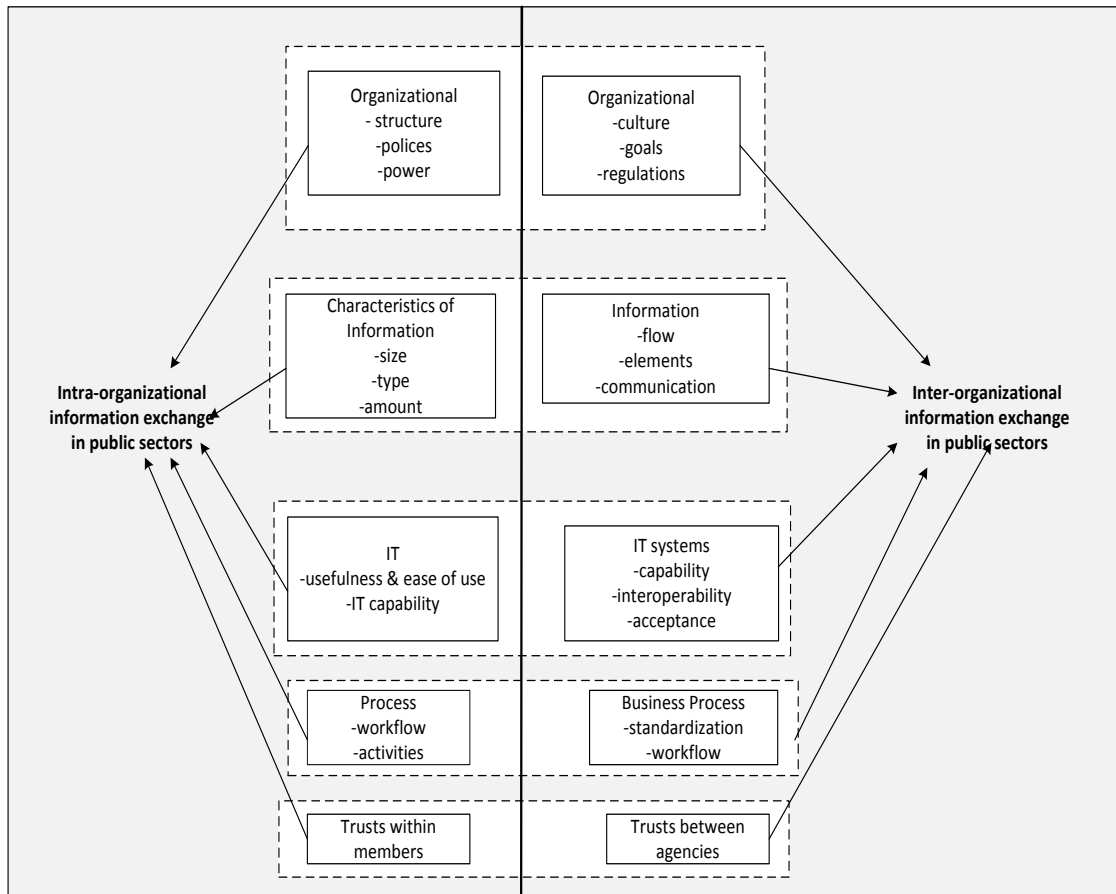 Organizational
- structure
-polices
-power
Organizational
-culture
-goals
-regulations
Characteristics of
Information
-size
-type
-amount
Information
-flow
-elements
-communication
Intra-organizational
information exchange
in public sectors
Inter-organizational
information exchange
in public sectors
IT
-usefulness & ease of use
-IT capability
IT systems
-capability
-interoperability
-acceptance
Process
-workflow
-activities
Business Process
-standardization
-workflow
Trusts within
members
Trusts between
agencies